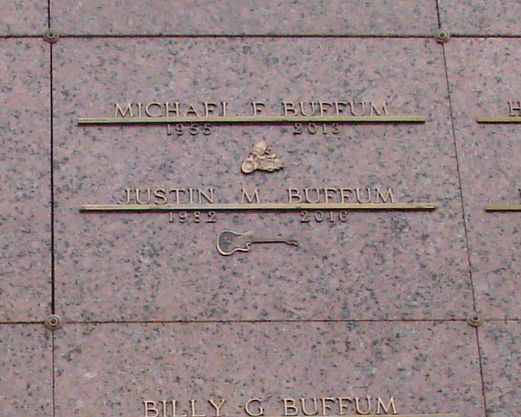 MICHAEL F BUFFUM
1955 2013
JUSTIN M. BUFFUM
1982 2016
BILLY G BUFFUM
H